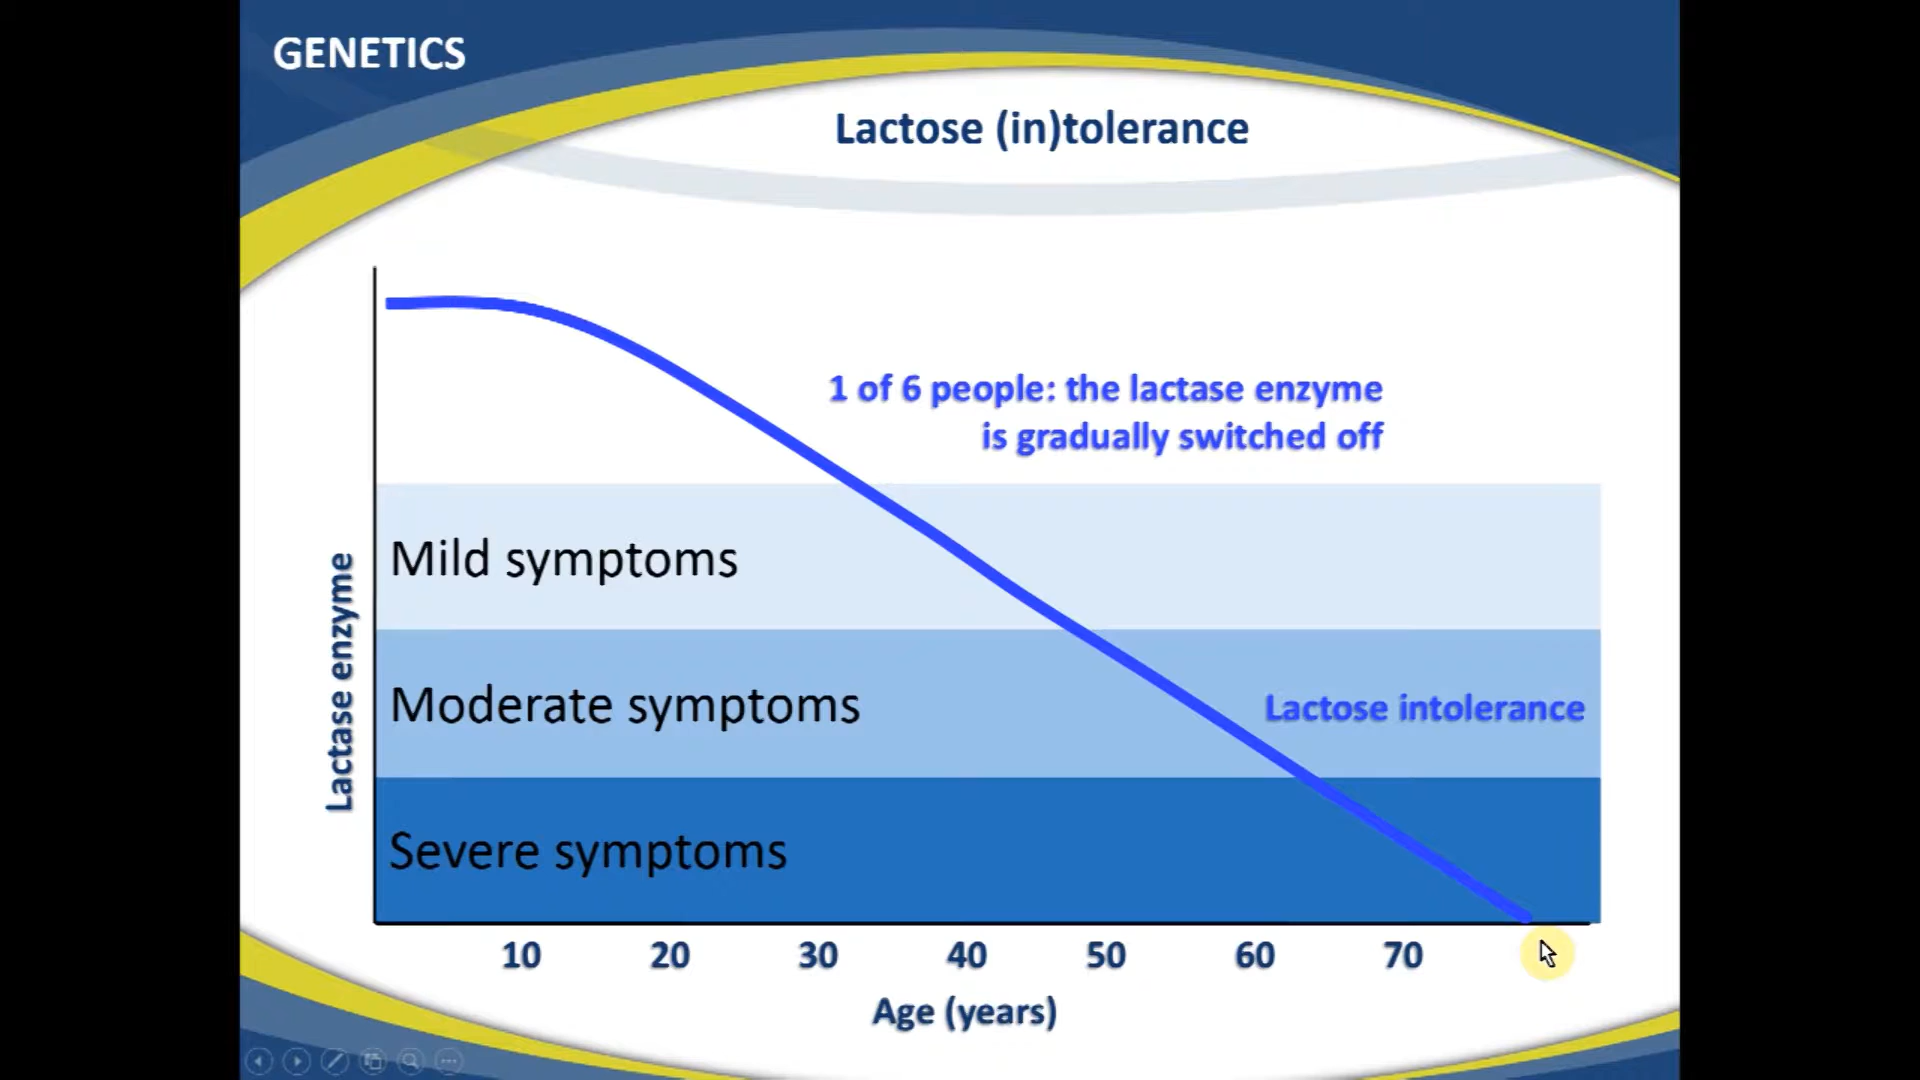 GENETICS
Lactose (in)tolerance
1 of 6 people: the lactase enzyme
is gradually switched off
Mild symptoms
Moderate symptoms
Lactose intolerance
Severe symptoms
Lactase enzyme
10 20 30 40 50 60 70
Age (years)